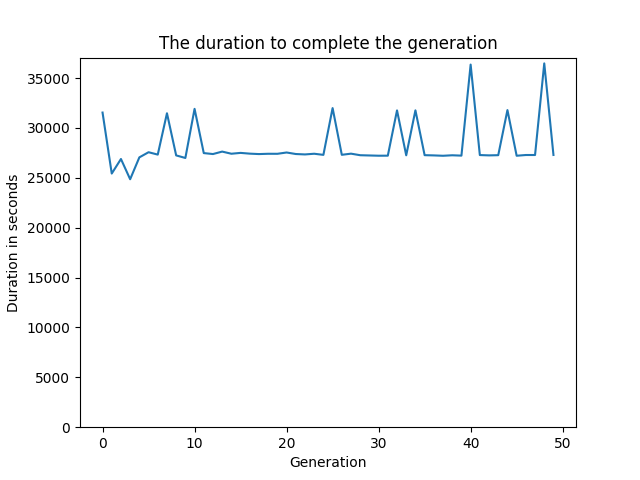 The duration to complete the generation
35000
30000
25000
20000
15000
10000
5000
0
Duration in seconds
0 10 20 30 40 50
Generation